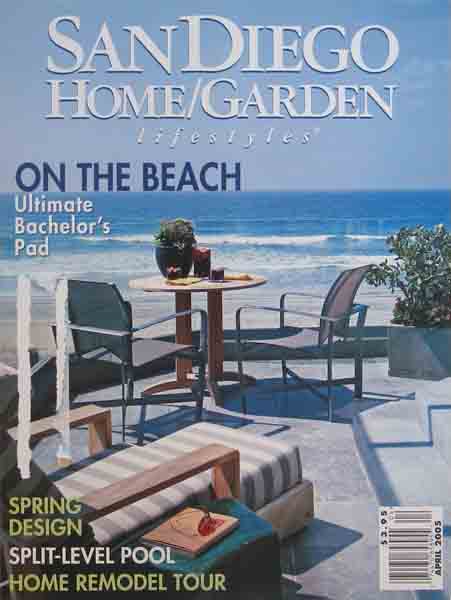 SAN DIEGO
HOME/GARDEN
lifestyles®
ON THE BEACH
Ultimate
Bachelor's
Pad
SPRING
DESIGN
SPLIT-LEVEL POOL
HOME REMODEL TOUR
$3.95
APRIL 2005